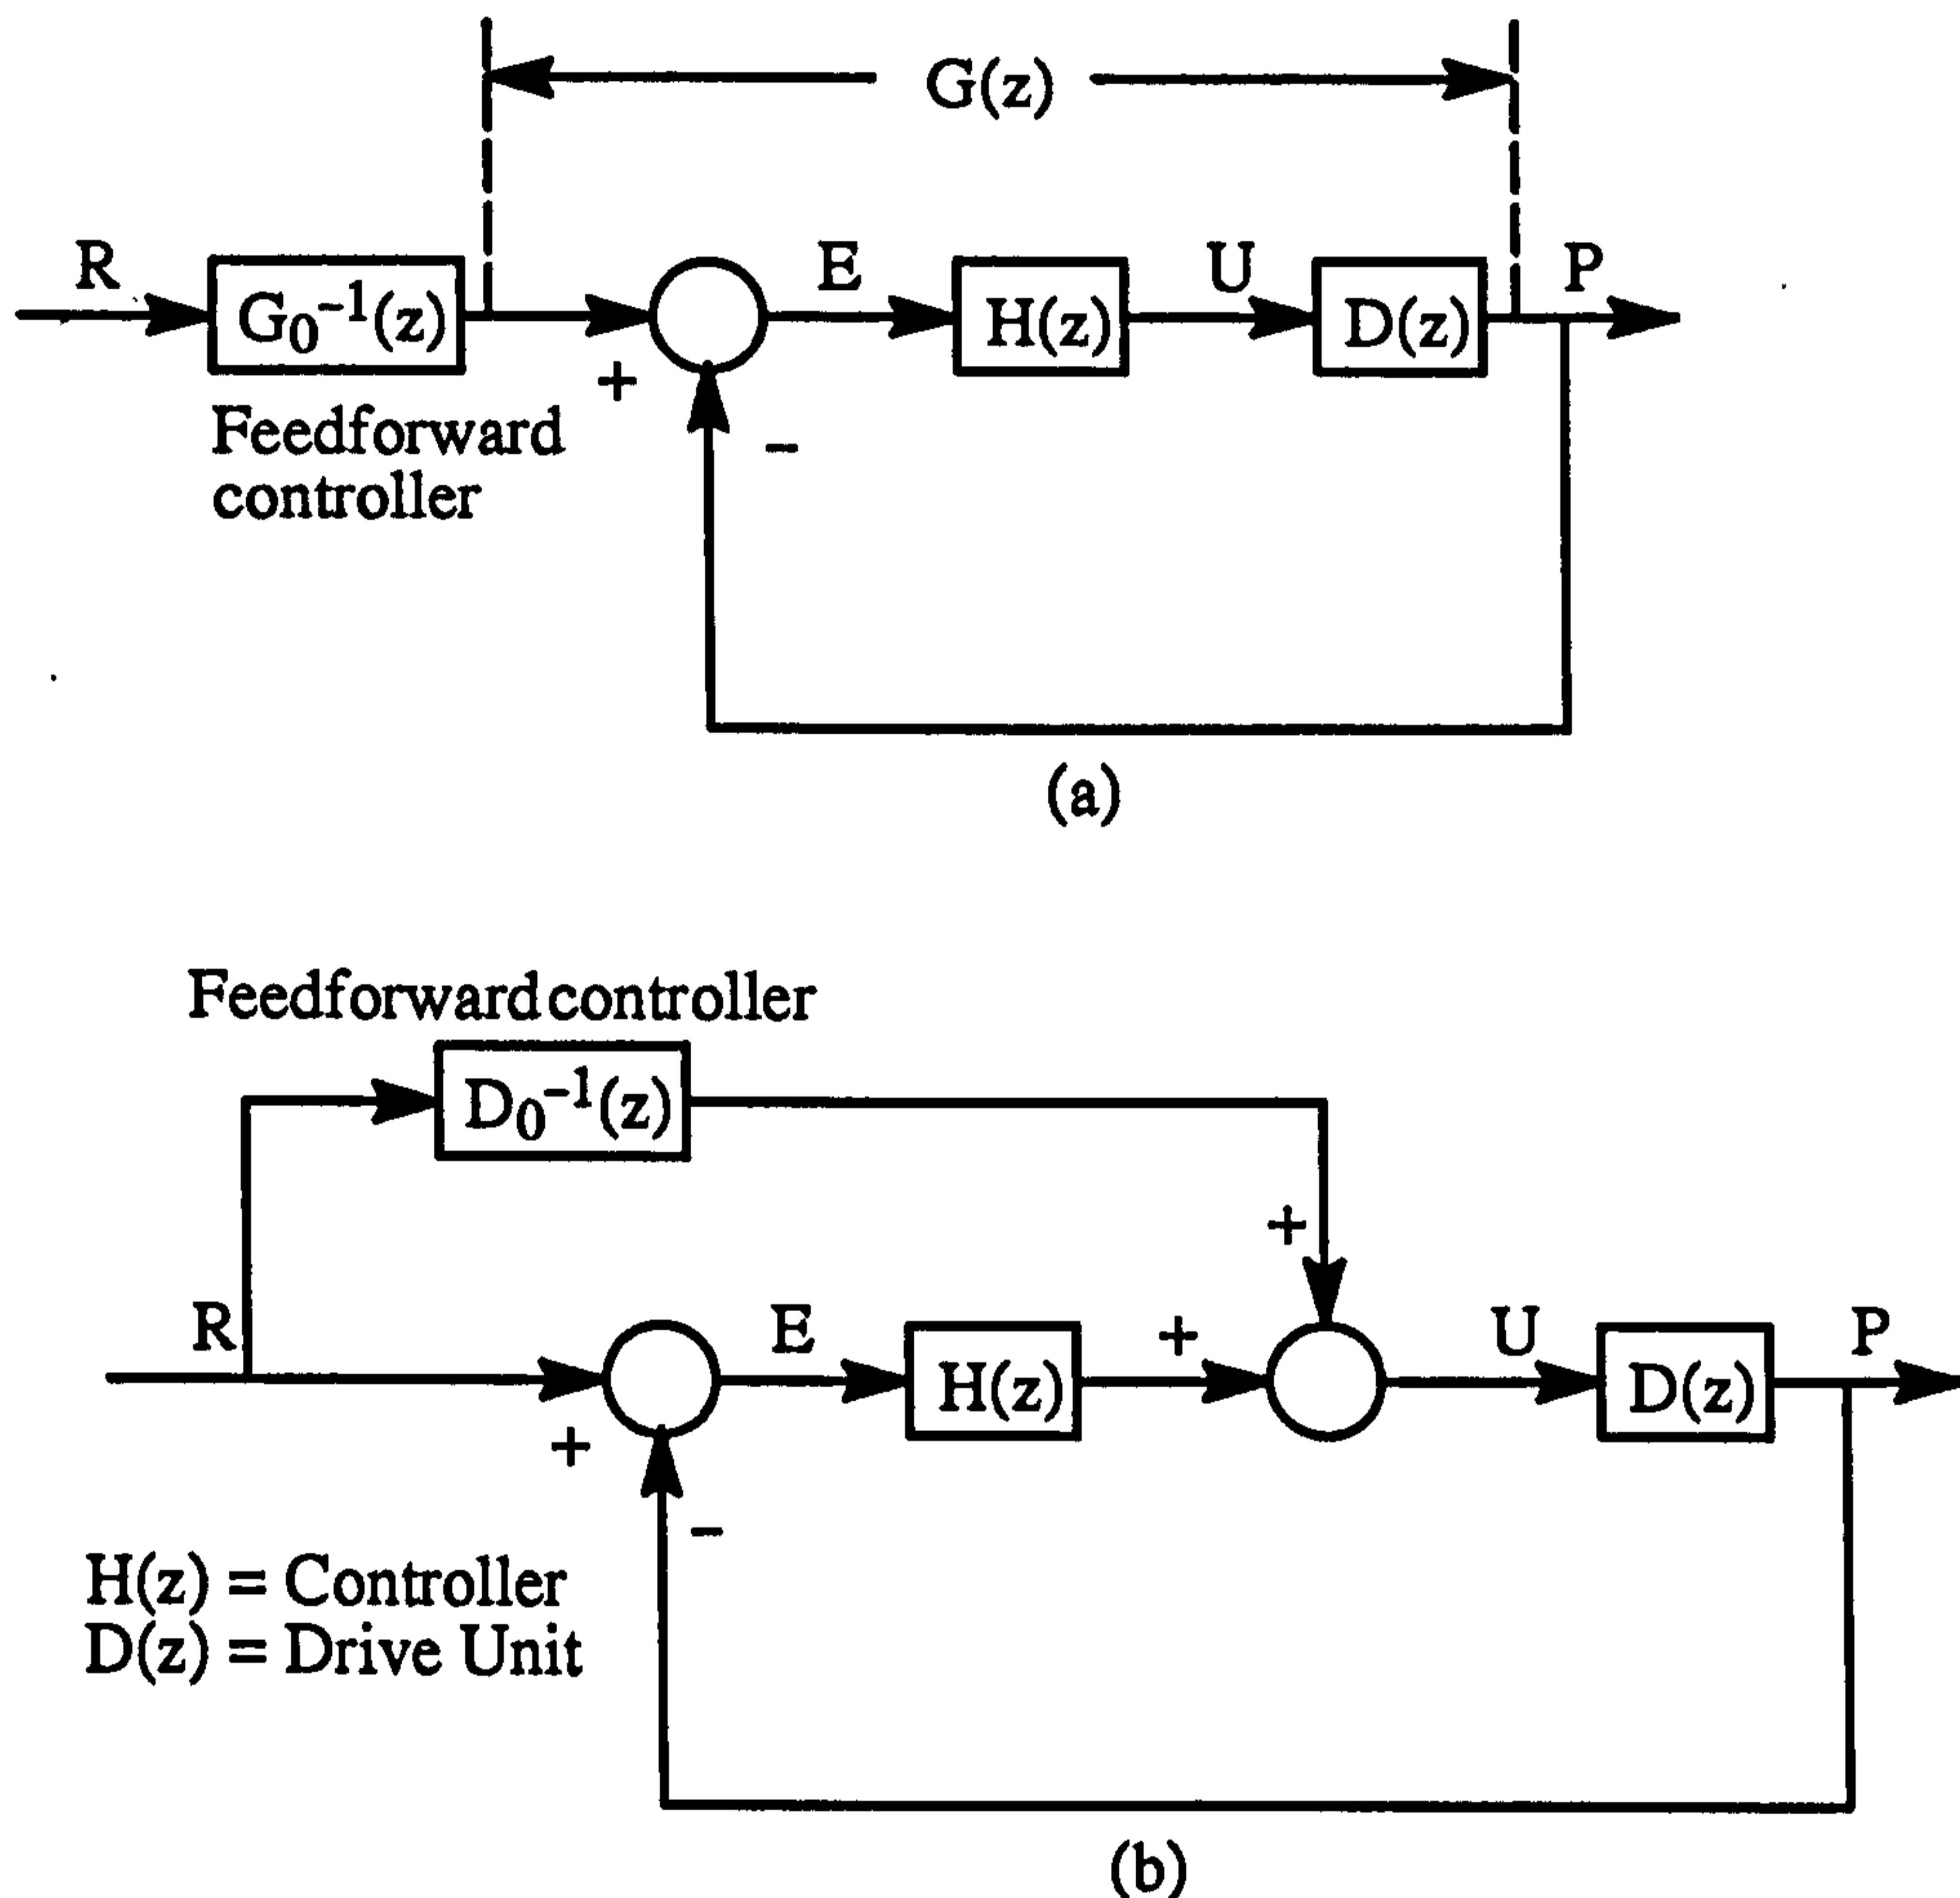 G(z)
R
G₀⁻¹(z)
E
H(z)
U
D(z)
P
+
−
Feedforward
controller
(a)
Feedforward controller
D₀⁻¹(z)
+
R
E
H(z)
+
U
D(z)
P
+
−
H(z) = Controller
D(z) = Drive Unit
(b)